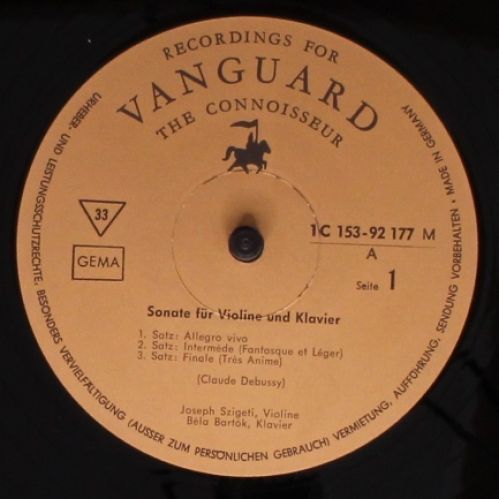 RECORDINGS FOR
VANGUARD
THE CONNOISSEUR
33
GEMA
1C 153-92 177 M
A
Seite 1
Sonate für Violine und Klavier
1. Satz: Allegro vivo
2. Satz: Intermède (Fantasque et Léger)
3. Satz: Finale (Très Anime)
(Claude Debussy)
Joseph Szigeti, Violine
Béla Bartók, Klavier
URHEBER- UND LEISTUNGSSCHUTZRECHTE, BESONDERS VERVIELFÄLTIGUNG (AUSSER ZUM PERSÖNLICHEN GEBRAUCH) VERMIETUNG, AUFFÜHRUNG, SENDUNG VORBEHALTEN • MADE IN GERMANY